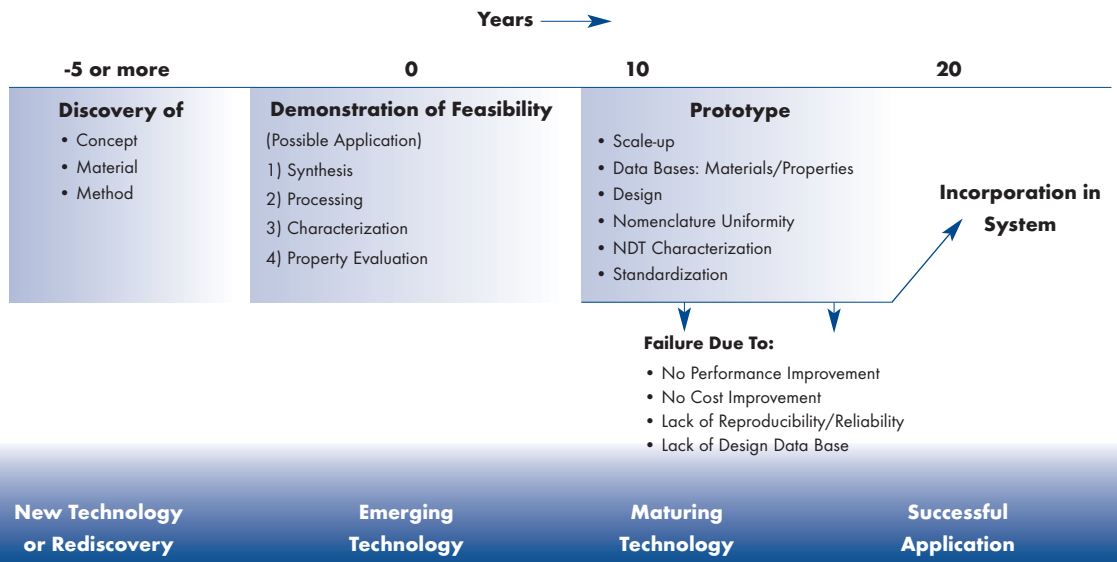 Years
-5 or more
0
10
20
Discovery of
• Concept
• Material
• Method
Demonstration of Feasibility
(Possible Application)
1) Synthesis
2) Processing
3) Characterization
4) Property Evaluation
Prototype
• Scale-up
• Data Bases: Materials/Properties
• Design
• Nomenclature Uniformity
• NDT Characterization
• Standardization
Incorporation in
System
Failure Due To:
• No Performance Improvement
• No Cost Improvement
• Lack of Reproducibility/Reliability
• Lack of Design Data Base
New Technology
or Rediscovery
Emerging
Technology
Maturing
Technology
Successful
Application